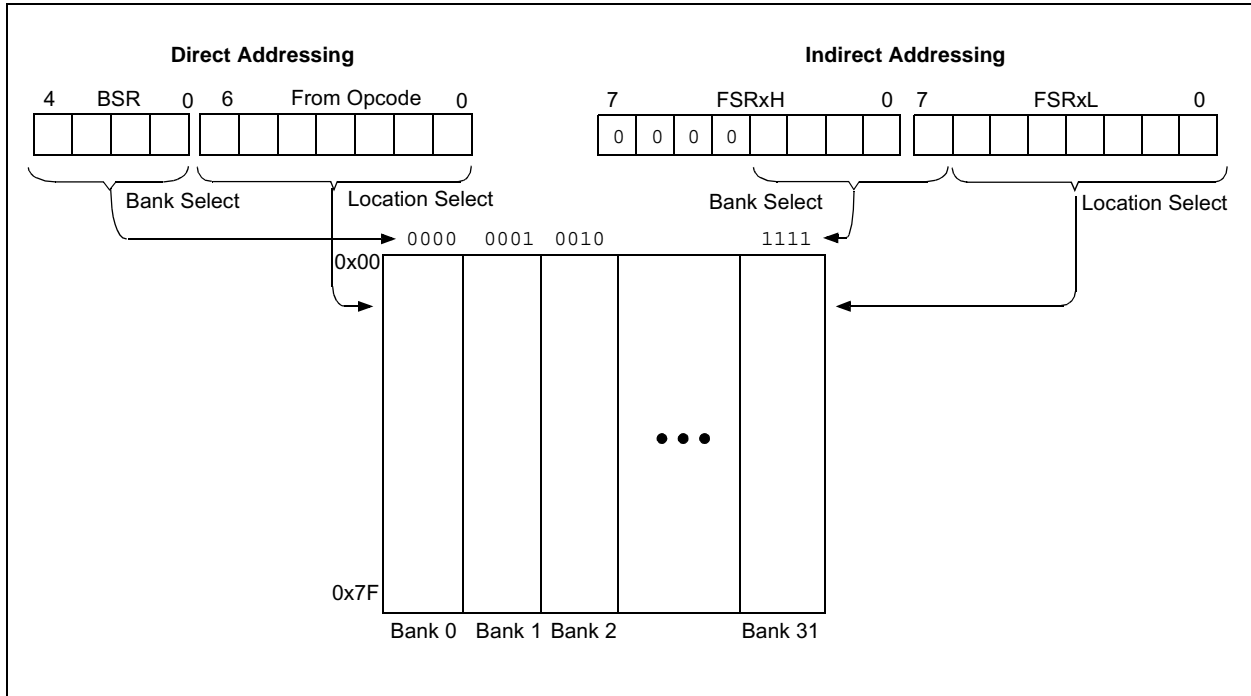 Direct Addressing
Indirect Addressing
4 BSR 0 6 From Opcode 0
7 FSRxH 0 7 FSRxL 0
0 0 0 0
Bank Select
Location Select
Bank Select
Location Select
0000 0001 0010 1111
0x00
0x7F
Bank 0 Bank 1 Bank 2 Bank 31